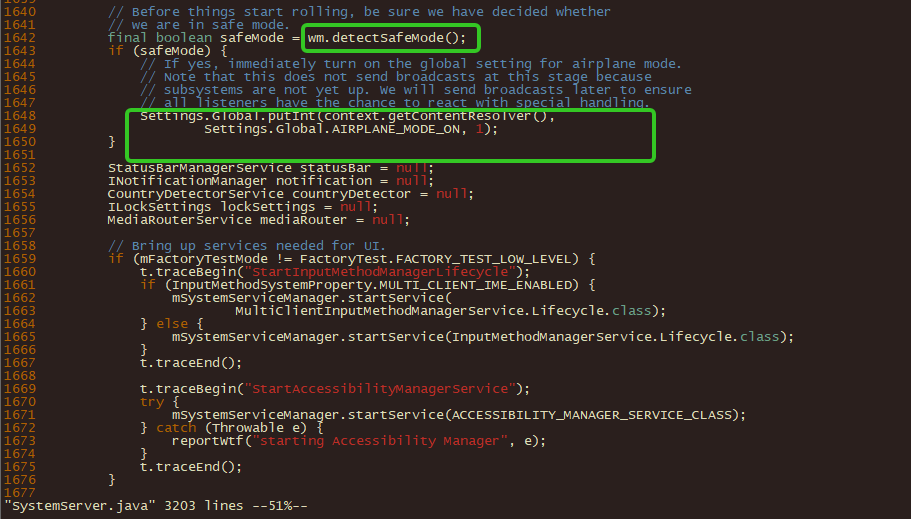 1639
1640 // Before things start rolling, be sure we have decided whether
1641 // we are in safe mode.
1642 final boolean safeMode = wm.detectSafeMode();
1643 if (safeMode) {
1644 // If yes, immediately turn on the global setting for airplane mode.
1645 // Note that this does not send broadcasts at this stage because
1646 // subsystems are not yet up. We will send broadcasts later to ensure
1647 // all listeners have the chance to react with special handling.
1648 Settings.Global.putInt(context.getContentResolver(),
1649 Settings.Global.AIRPLANE_MODE_ON, 1);
1650 }
1651
1652 StatusBarManagerService statusBar = null;
1653 INotificationManager notification = null;
1654 CountryDetectorService countryDetector = null;
1655 ILockSettings lockSettings = null;
1656 MediaRouterService mediaRouter = null;
1657
1658 // Bring up services needed for UI.
1659 if (mFactoryTestMode != FactoryTest.FACTORY_TEST_LOW_LEVEL) {
1660 t.traceBegin("StartInputMethodManagerLifecycle");
1661 if (InputMethodSystemProperty.MULTI_CLIENT_IME_ENABLED) {
1662 mSystemServiceManager.startService(
1663 MultiClientInputMethodManagerService.Lifecycle.class);
1664 } else {
1665 mSystemServiceManager.startService(InputMethodManagerService.Lifecycle.class);
1666 }
1667 t.traceEnd();
1668
1669 t.traceBegin("StartAccessibilityManagerService");
1670 try {
1671 mSystemServiceManager.startService(ACCESSIBILITY_MANAGER_SERVICE_CLASS);
1672 } catch (Throwable e) {
1673 reportWtf("starting Accessibility Manager", e);
1674 }
1675 t.traceEnd();
1676 }
1677
"SystemServer.java" 3203 lines --51%--